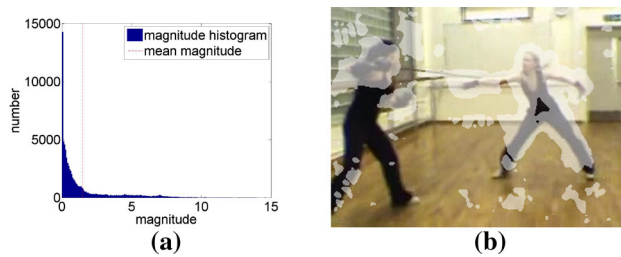 15000
magnitude histogram
mean magnitude
10000
number
5000
0
0 5 10 15
magnitude
(a) (b)